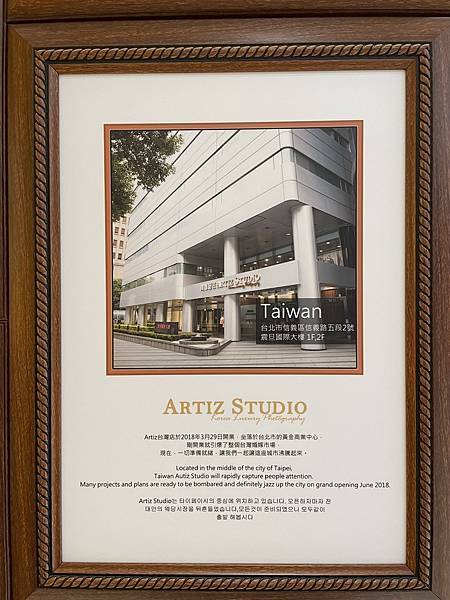 ARTIZ STUDIO
Taiwan
台北市信義區信義路五段2號
震旦國際大樓 1F,2F
ARTIZ STUDIO
Korea Luxury Photography
Artiz台灣店於2018年3月29日開業，坐落於台北市的黃金商業中心，
剛開業就引爆了整個台灣婚嫁市場，
現在，一切準備就緒，讓我們一起讓這座城市沸騰起來。
Located in the middle of the city of Taipei,
Taiwan Autiz Studio will rapidly capture people attention.
Many projects and plans are ready to be bombared and definitely jazz up the city on grand opening June 2018.
Artiz Studio는 타이페이시의 중심에 위치하고 있습니다. 오픈하자마자 전
대만의 웨딩시장을 뒤흔들었습니다,모든것이 준비되였으니 모두같이
출발 해봅시다